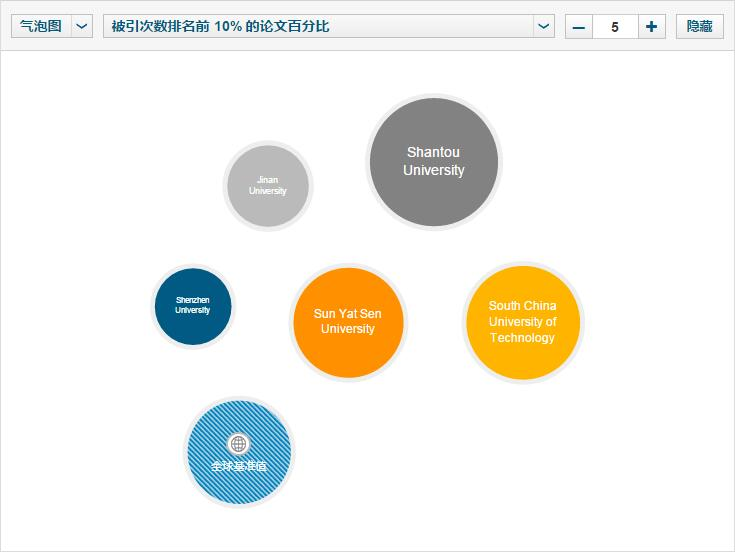 气泡图
被引次数排名前 10% 的论文百分比
5
隐藏
Shantou
University
Jinan
University
Shenzhen
University
Sun Yat Sen
University
South China
University of
Technology
全球基准值